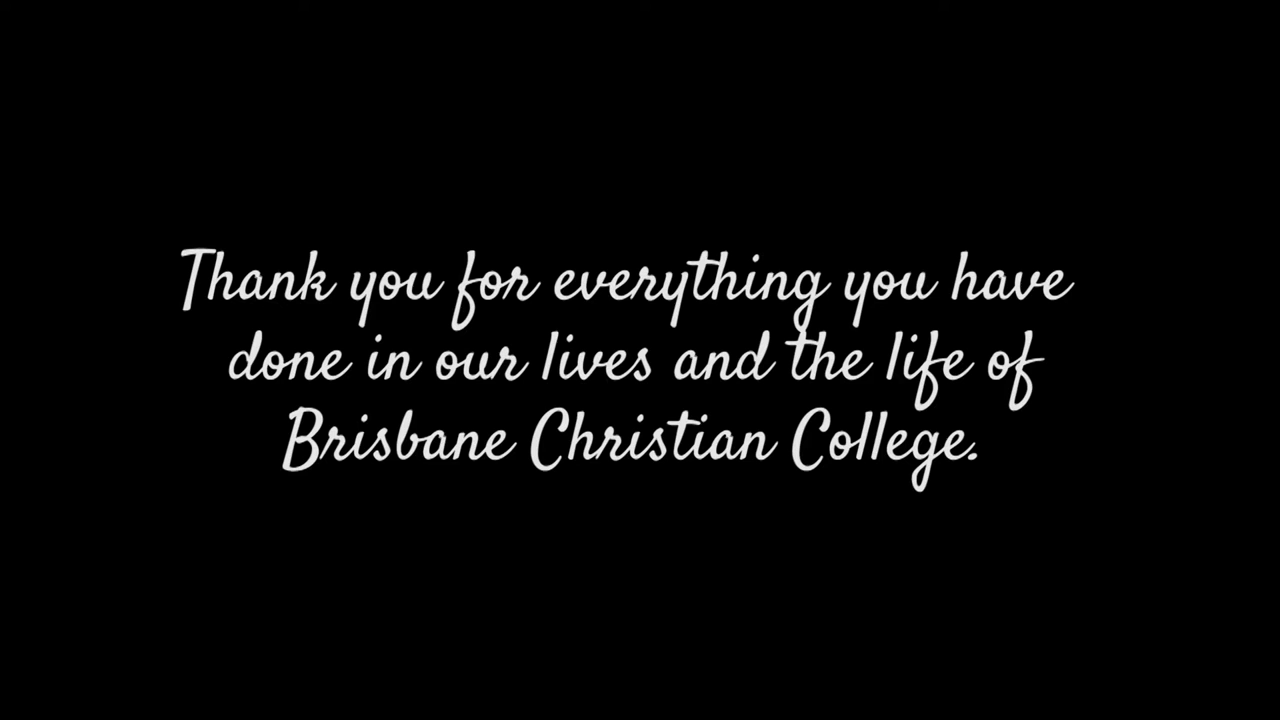 Thank you for everything you have
done in our lives and the life of
Brisbane Christian College.